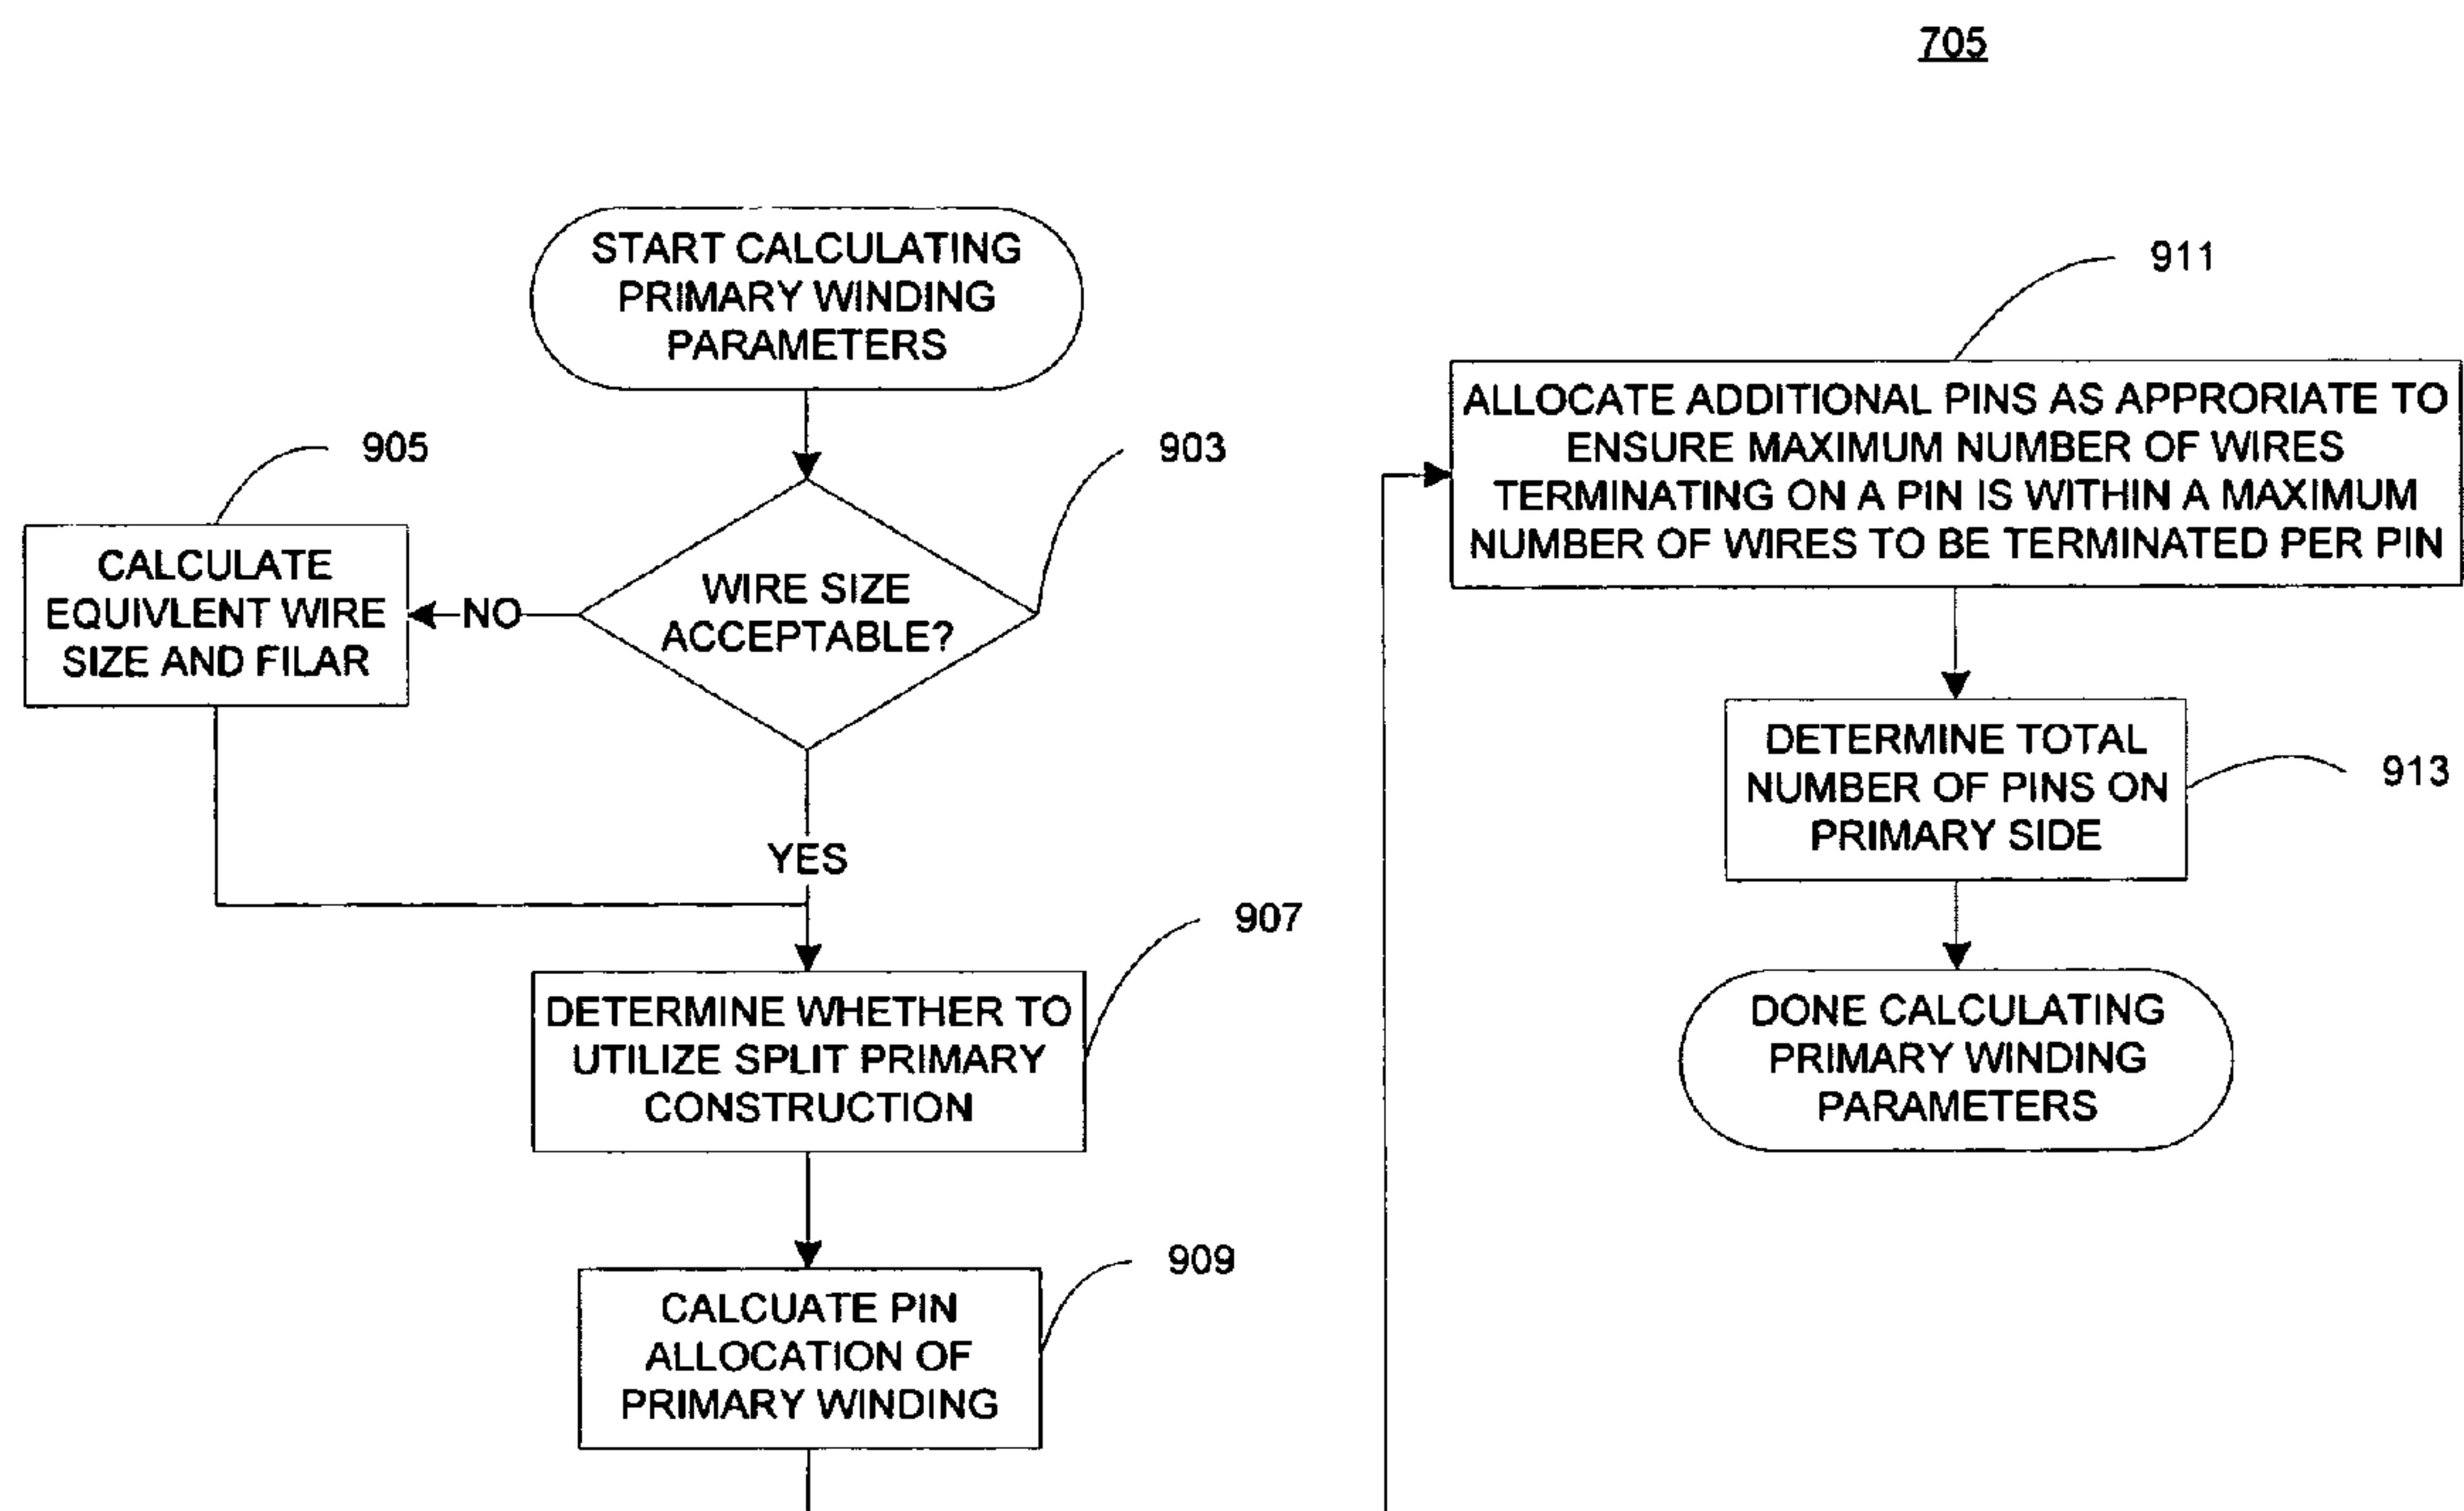 705
START CALCULATING
PRIMARY WINDING
PARAMETERS
903
WIRE SIZE
ACCEPTABLE?
NO
905
CALCULATE
EQUIVLENT WIRE
SIZE AND FILAR
YES
907
DETERMINE WHETHER TO
UTILIZE SPLIT PRIMARY
CONSTRUCTION
909
CALCUATE PIN
ALLOCATION OF
PRIMARY WINDING
911
ALLOCATE ADDITIONAL PINS AS APPRORIATE TO
ENSURE MAXIMUM NUMBER OF WIRES
TERMINATING ON A PIN IS WITHIN A MAXIMUM
NUMBER OF WIRES TO BE TERMINATED PER PIN
DETERMINE TOTAL
NUMBER OF PINS ON
PRIMARY SIDE
913
DONE CALCULATING
PRIMARY WINDING
PARAMETERS